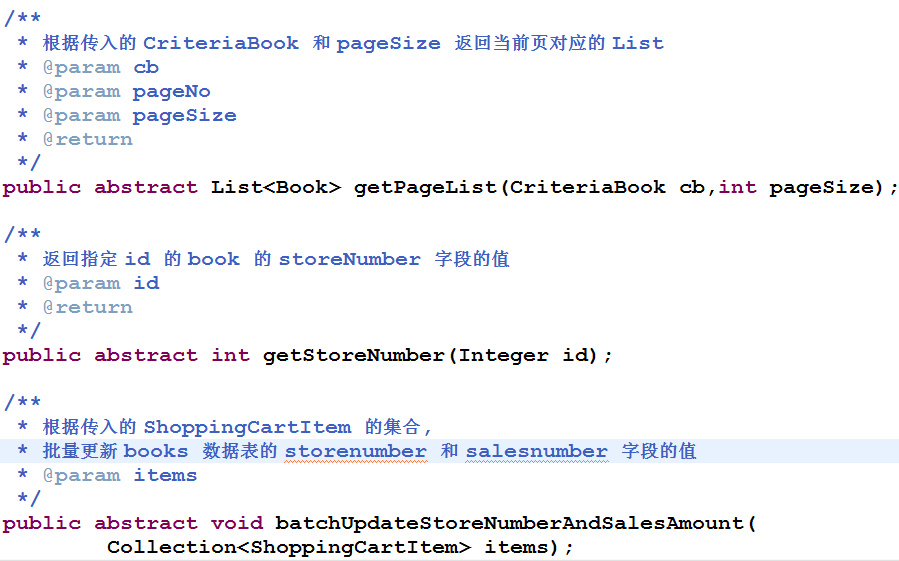 /**
 * 根据传入的 CriteriaBook 和 pageSize 返回当前页对应的 List
 * @param cb
 * @param pageNo
 * @param pageSize
 * @return
 */
public abstract List<Book> getPageList(CriteriaBook cb,int pageSize);
/**
 * 返回指定 id 的 book 的 storeNumber 字段的值
 * @param id
 * @return
 */
public abstract int getStoreNumber(Integer id);
/**
 * 根据传入的 ShoppingCartItem 的集合,
 * 批量更新 books 数据表的 storenumber 和 salesnumber 字段的值
 * @param items
 */
public abstract void batchUpdateStoreNumberAndSalesAmount(
        Collection<ShoppingCartItem> items);